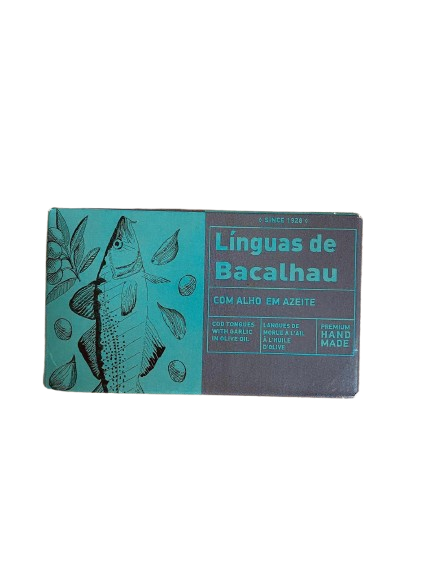 SINCE 1928
Línguas de
Bacalhau
COM ALHO EM AZEITE
COD TONGUES
WITH GARLIC
IN OLIVE OIL
LANGUES DE
MORUE À L'AIL
À L'HUILE
D'OLIVE
PREMIUM
HAND
MADE